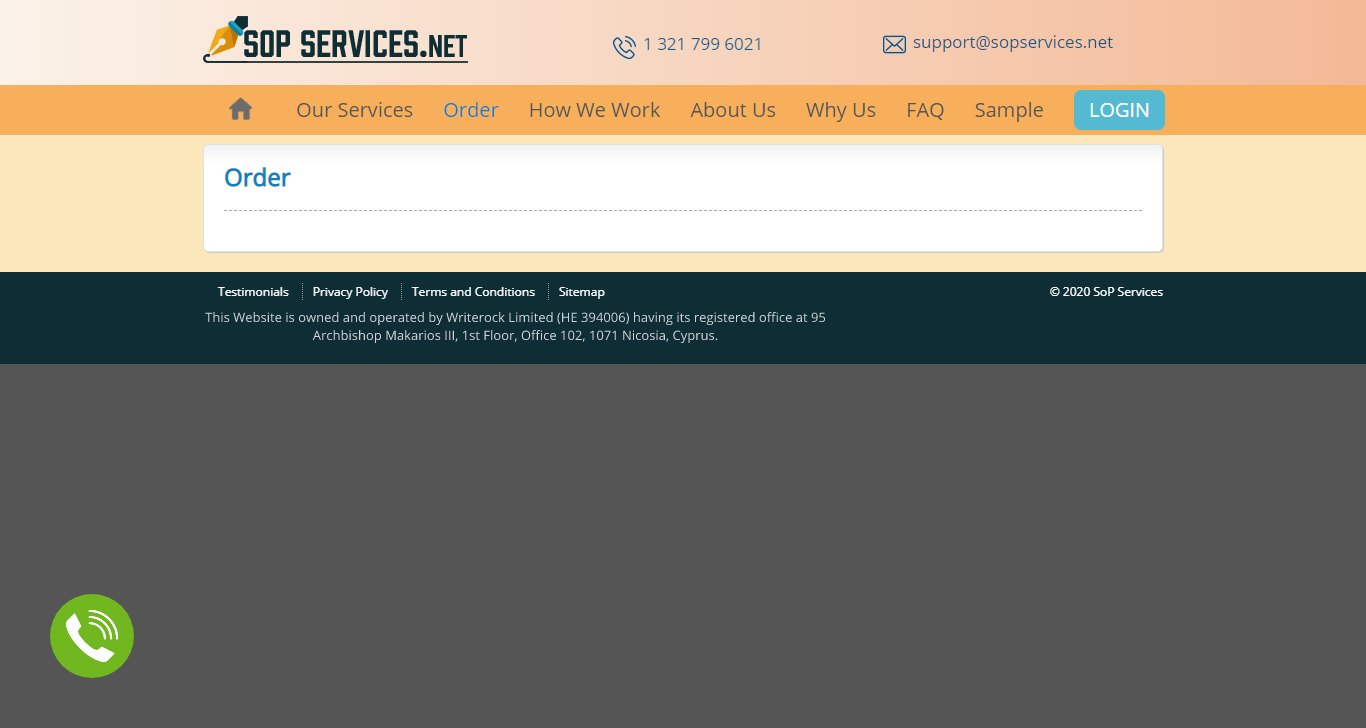 SOP SERVICES.NET
1 321 799 6021
support@sopservices.net
Our Services Order How We Work About Us Why Us FAQ Sample LOGIN
Order
Testimonials Privacy Policy Terms and Conditions Sitemap
© 2020 SoP Services
This Website is owned and operated by Writerock Limited (HE 394006) having its registered office at 95
Archbishop Makarios III, 1st Floor, Office 102, 1071 Nicosia, Cyprus.